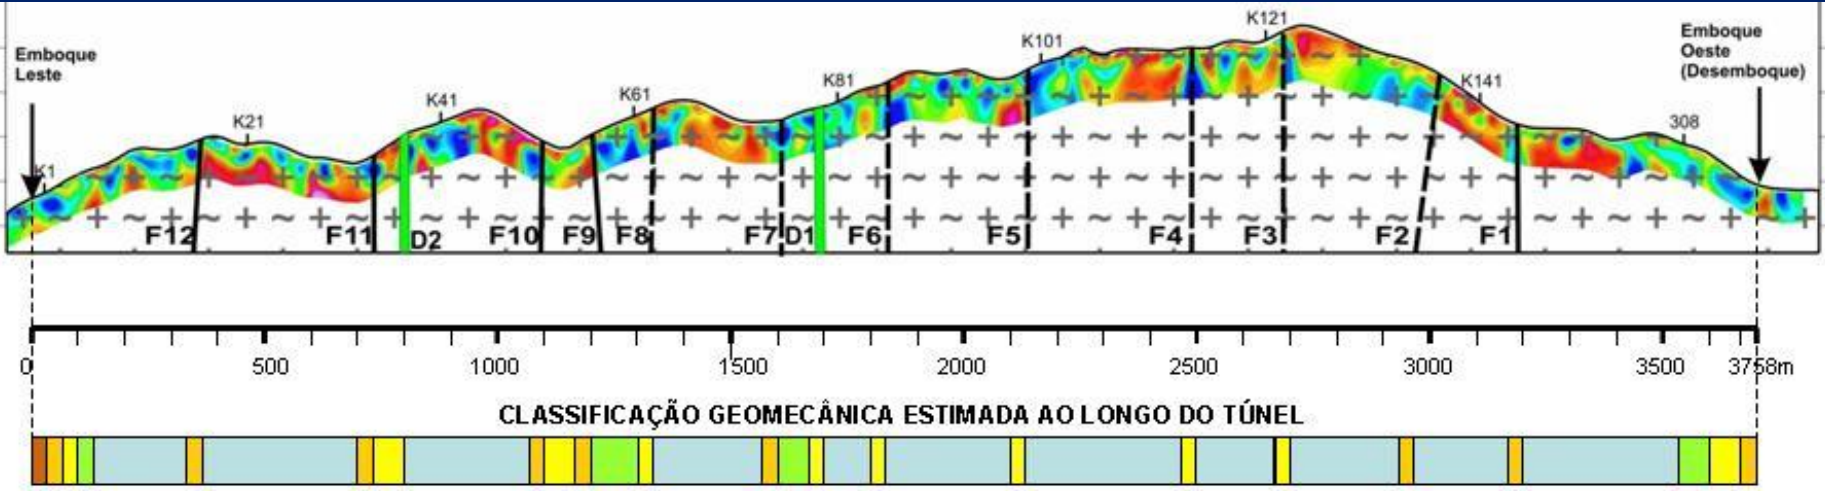 Emboque
Leste
K1
K21
K41
K61
K81
K101
K121
K141
308
Emboque
Oeste
(Desemboque)
F12
F11
D2
F10
F9
F8
F7
D1
F6
F5
F4
F3
F2
F1
0
500
1000
1500
2000
2500
3000
3500
3758m
CLASSIFICAÇÃO GEOMECÂNICA ESTIMADA AO LONGO DO TÚNEL